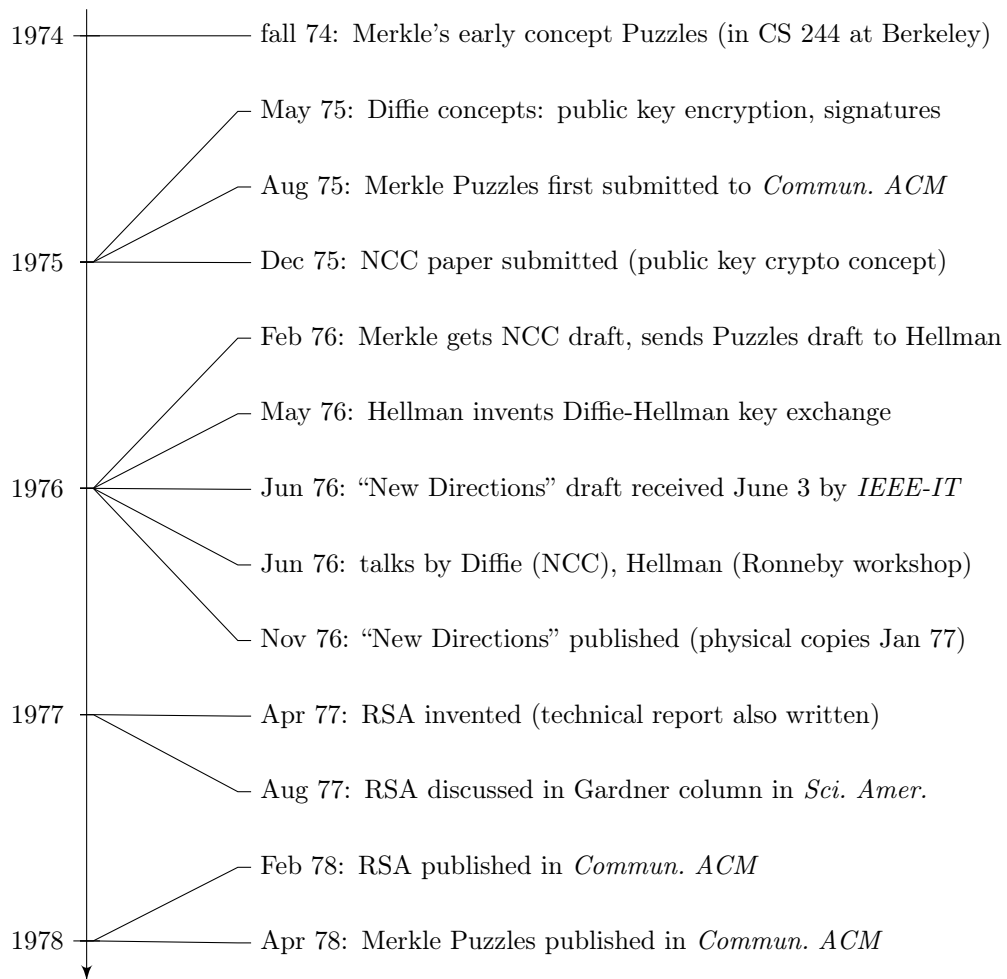 1974 fall 74: Merkle's early concept Puzzles (in CS 244 at Berkeley)
May 75: Diffie concepts: public key encryption, signatures
Aug 75: Merkle Puzzles first submitted to Commun. ACM
1975 Dec 75: NCC paper submitted (public key crypto concept)
Feb 76: Merkle gets NCC draft, sends Puzzles draft to Hellman
May 76: Hellman invents Diffie-Hellman key exchange
1976 Jun 76: “New Directions” draft received June 3 by IEEE-IT
Jun 76: talks by Diffie (NCC), Hellman (Ronneby workshop)
Nov 76: “New Directions” published (physical copies Jan 77)
1977 Apr 77: RSA invented (technical report also written)
Aug 77: RSA discussed in Gardner column in Sci. Amer.
Feb 78: RSA published in Commun. ACM
1978 Apr 78: Merkle Puzzles published in Commun. ACM